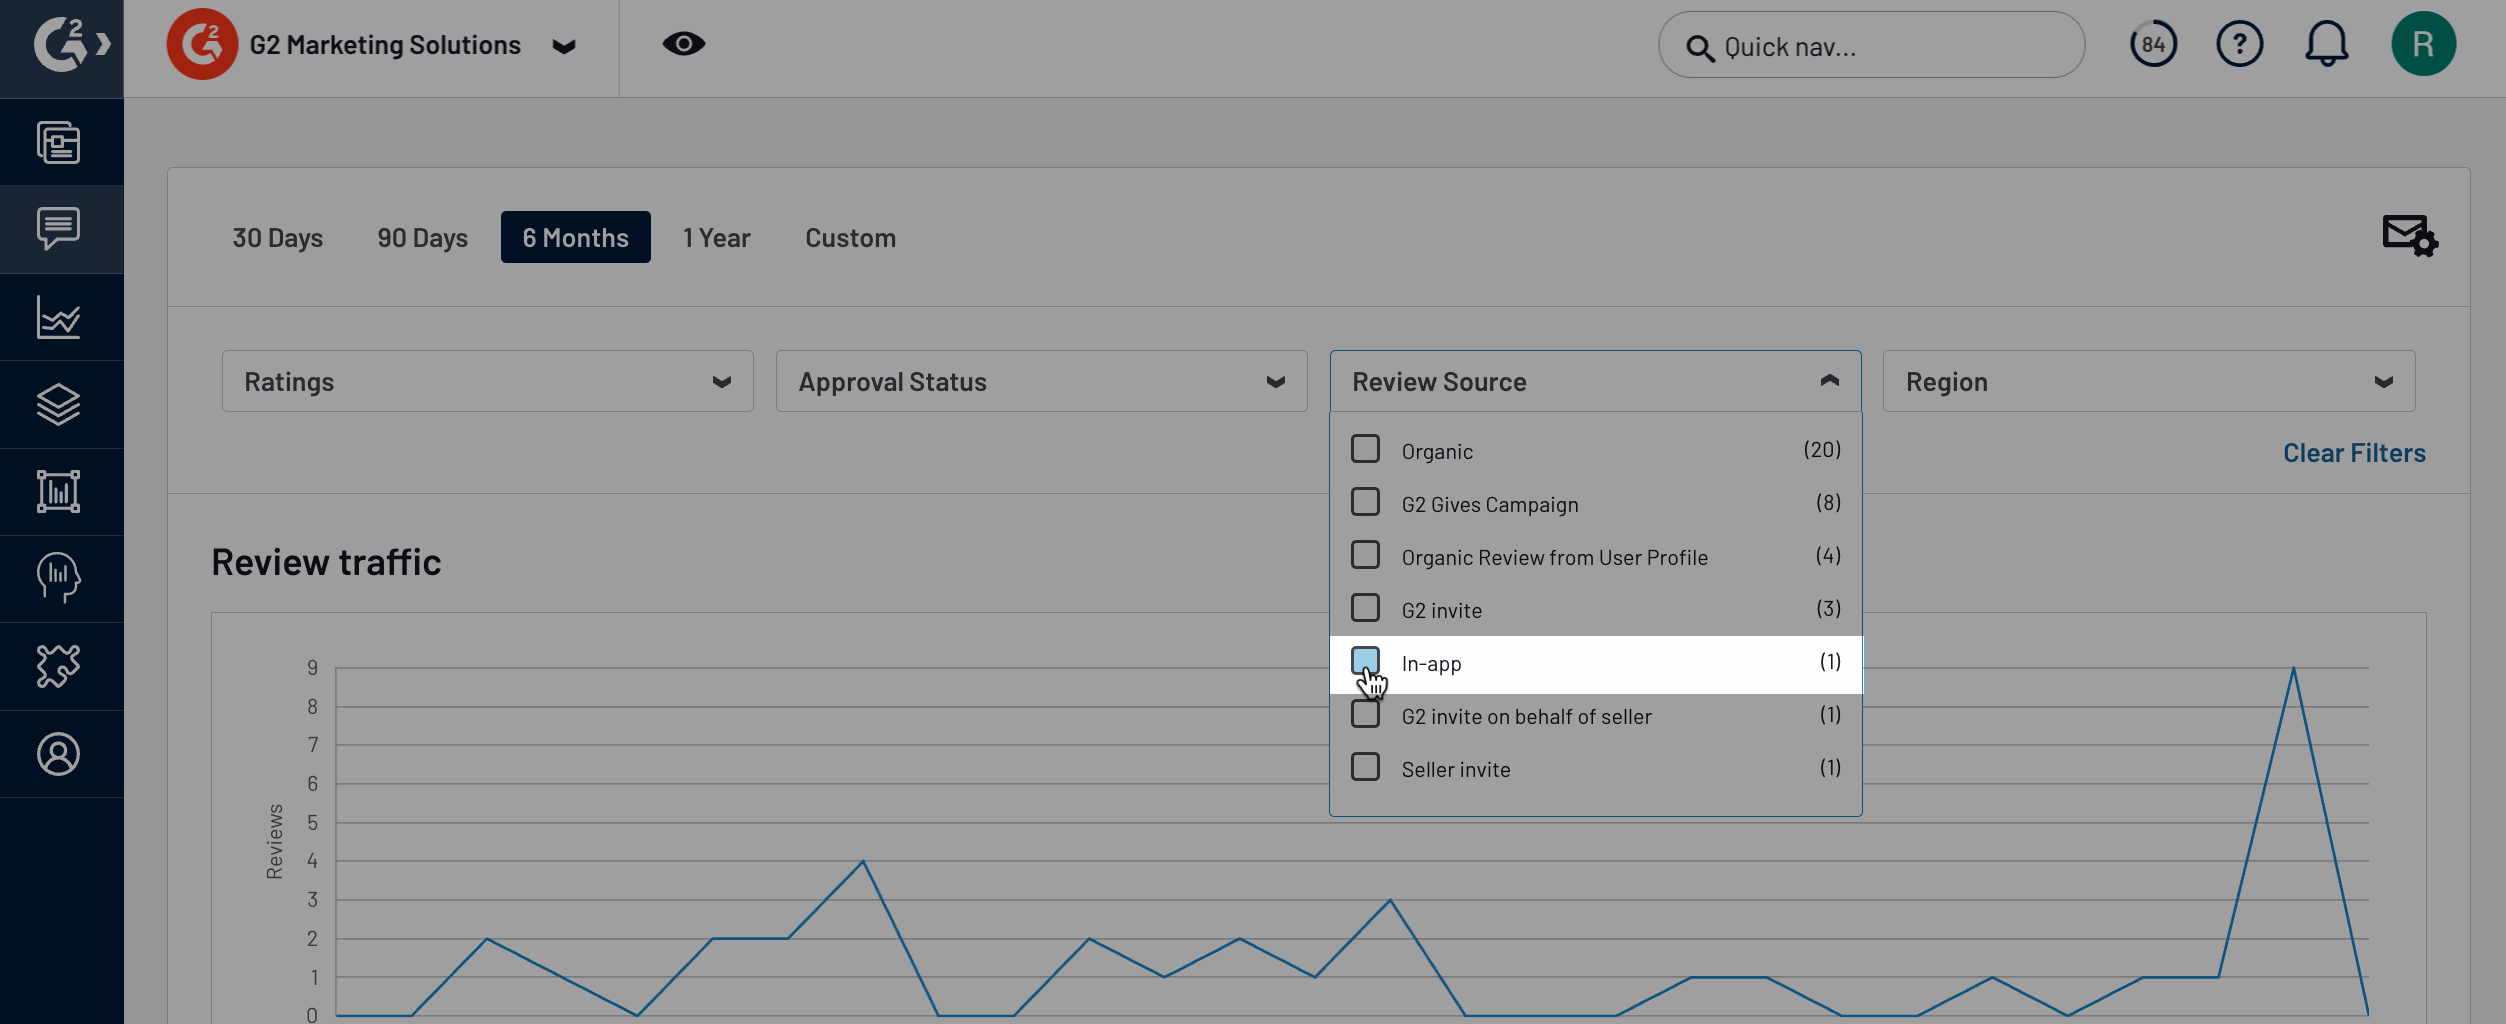 G2
G2
G2 Marketing Solutions
Quick nav...
84
?
R
30 Days
90 Days
6 Months
1 Year
Custom
Ratings
Approval Status
Review Source
Region
Organic (20)
Clear Filters
G2 Gives Campaign (8)
Organic Review from User Profile (4)
G2 invite (3)
In-app (1)
G2 invite on behalf of seller (1)
Seller invite (1)
Review traffic
Reviews
9
8
7
6
5
4
3
2
1
0